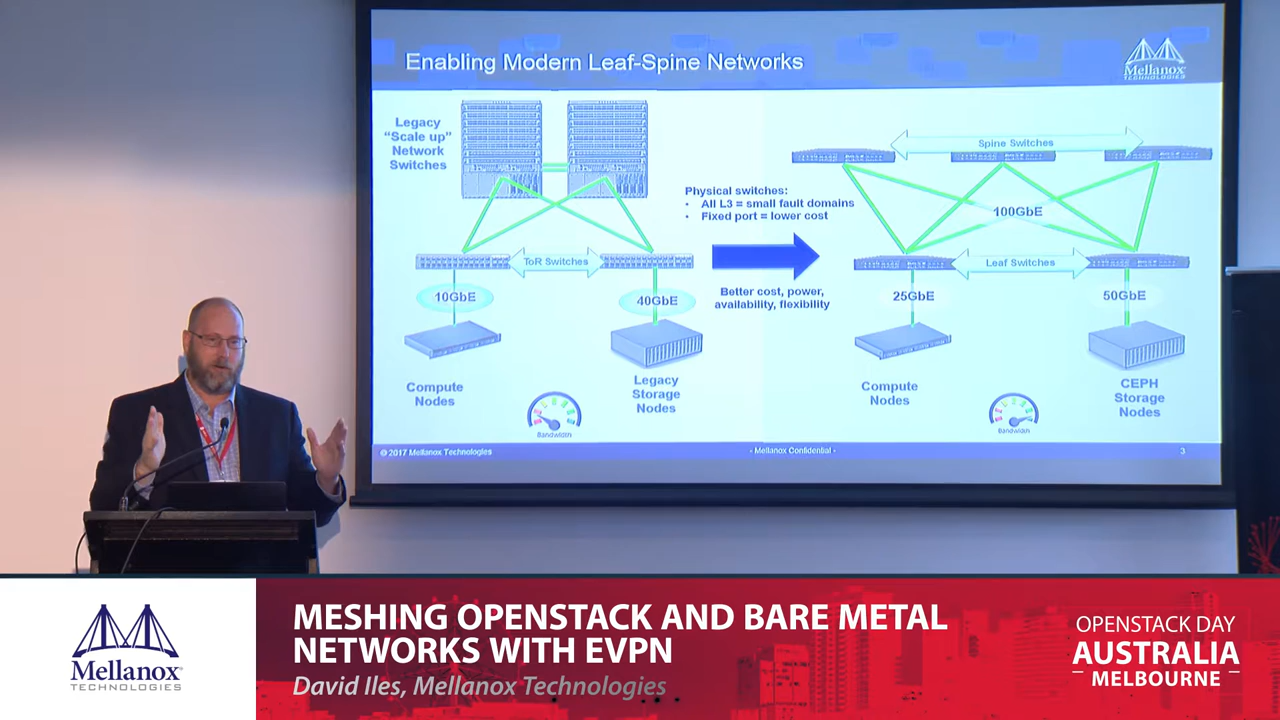 Enabling Modern Leaf-Spine Networks
Mellanox
TECHNOLOGIES
Legacy
"Scale up"
Network
Switches
ToR Switches
10GbE
40GbE
Compute
Nodes
Legacy
Storage
Nodes
Bandwidth
Physical switches:
• All L3 = small fault domains
• Fixed port = lower cost
Better cost, power,
availability, flexibility
Spine Switches
100GbE
Leaf Switches
25GbE
50GbE
Compute
Nodes
CEPH
Storage
Nodes
Bandwidth
© 2017 Mellanox Technologies
- Mellanox Confidential -
3
Mellanox
TECHNOLOGIES
MESHING OPENSTACK AND BARE METAL
NETWORKS WITH EVPN
David Iles, Mellanox Technologies
OPENSTACK DAY
AUSTRALIA
- MELBOURNE -